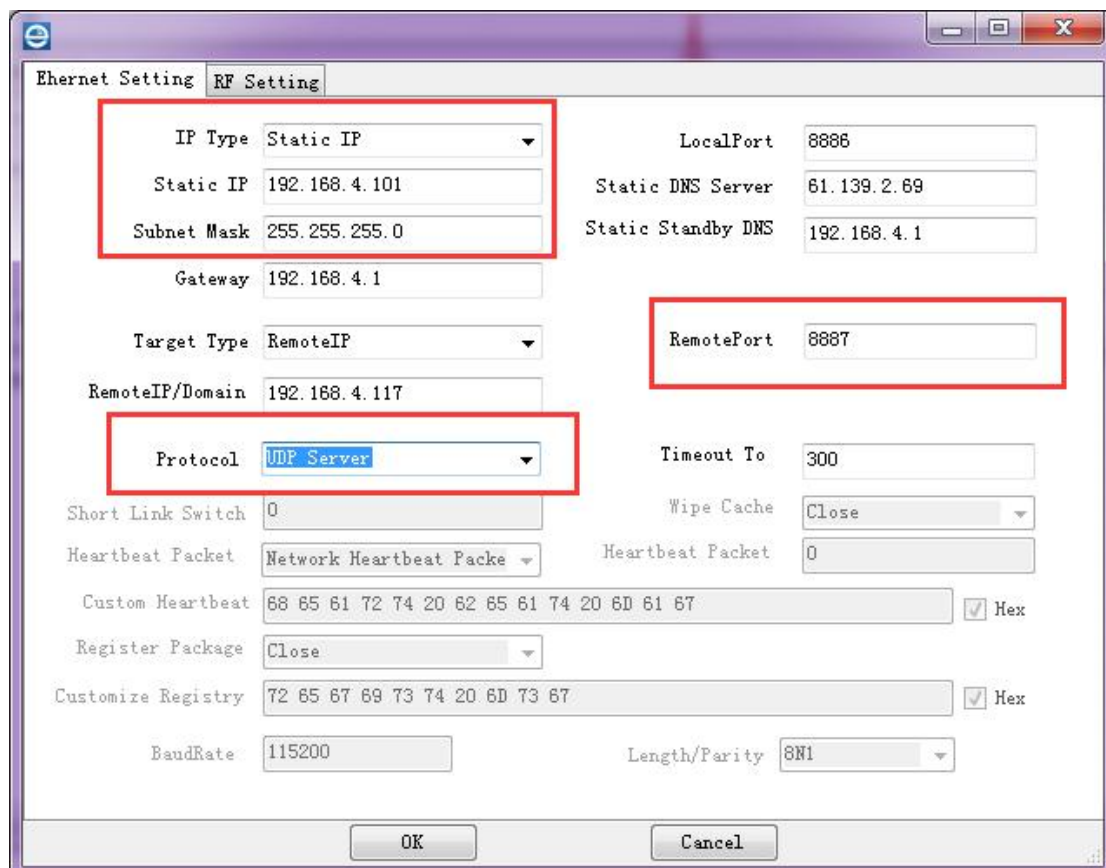 Ehernet Setting RF Setting
IP Type Static IP LocalPort 8886
Static IP 192.168.4.101 Static DNS Server 61.139.2.69
Subnet Mask 255.255.255.0 Static Standby DNS 192.168.4.1
Gateway 192.168.4.1
Target Type RemoteIP RemotePort 8887
RemoteIP/Domain 192.168.4.117
Protocol UDP Server Timeout To 300
Short Link Switch 0 Wipe Cache Close
Heartbeat Packet Network Heartbeat Packe Heartbeat Packet 0
Custom Heartbeat 68 65 61 72 74 20 62 65 61 74 20 6D 61 67 Hex
Register Package Close
Customize Registry 72 65 67 69 73 74 20 6D 73 67 Hex
BaudRate 115200 Length/Parity 8N1
OK Cancel